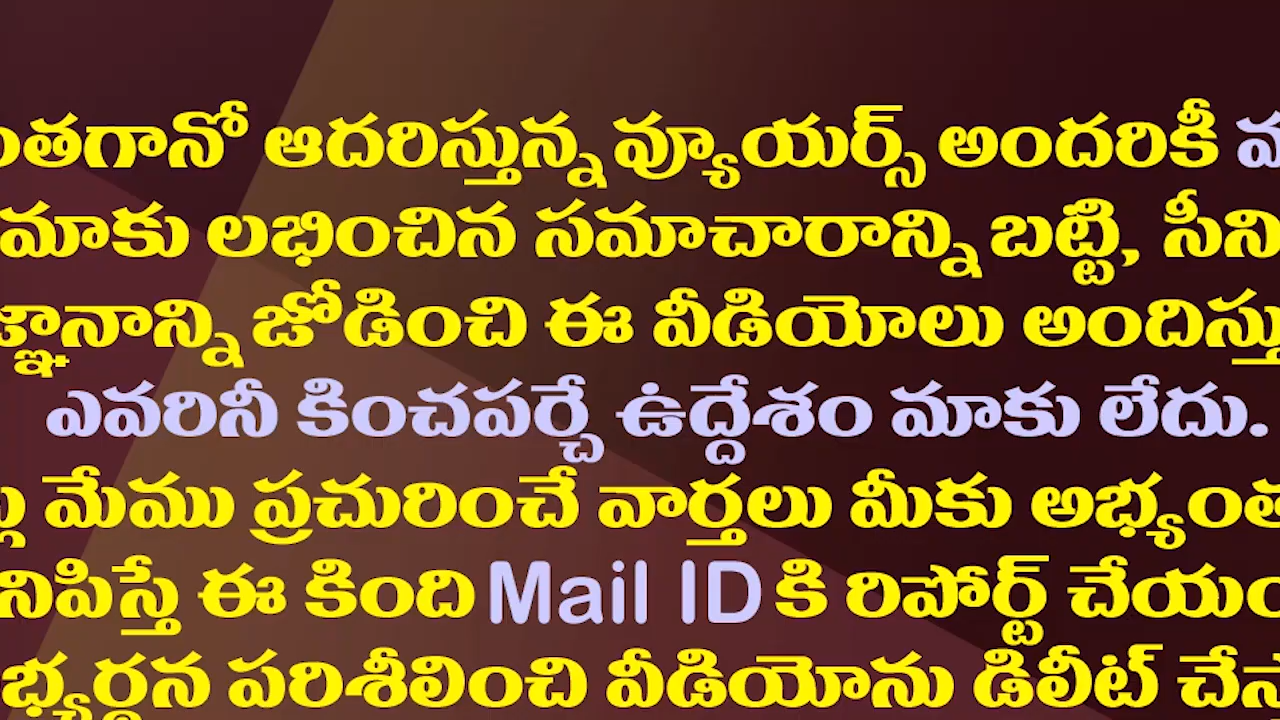 ంతగానో ఆదరిస్తున్న వ్యూయర్స్ అందరికీ
మాకు లభించిన సమాచారాన్ని బట్టి, సీని
జ్ఞానాన్ని జోడించి ఈ వీడియోలు అందిస్తు
ఎవరినీ కించపర్చే ఉద్దేశం మాకు లేదు.
మేము ప్రచురించే వార్తలు మీకు అభ్యంత
నిపిస్తే ఈ కింది Mail ID కి రిపోర్ట్ చేయం
భ్యర్థన పరిశీలించి వీడియోను డిలీట్ చేస